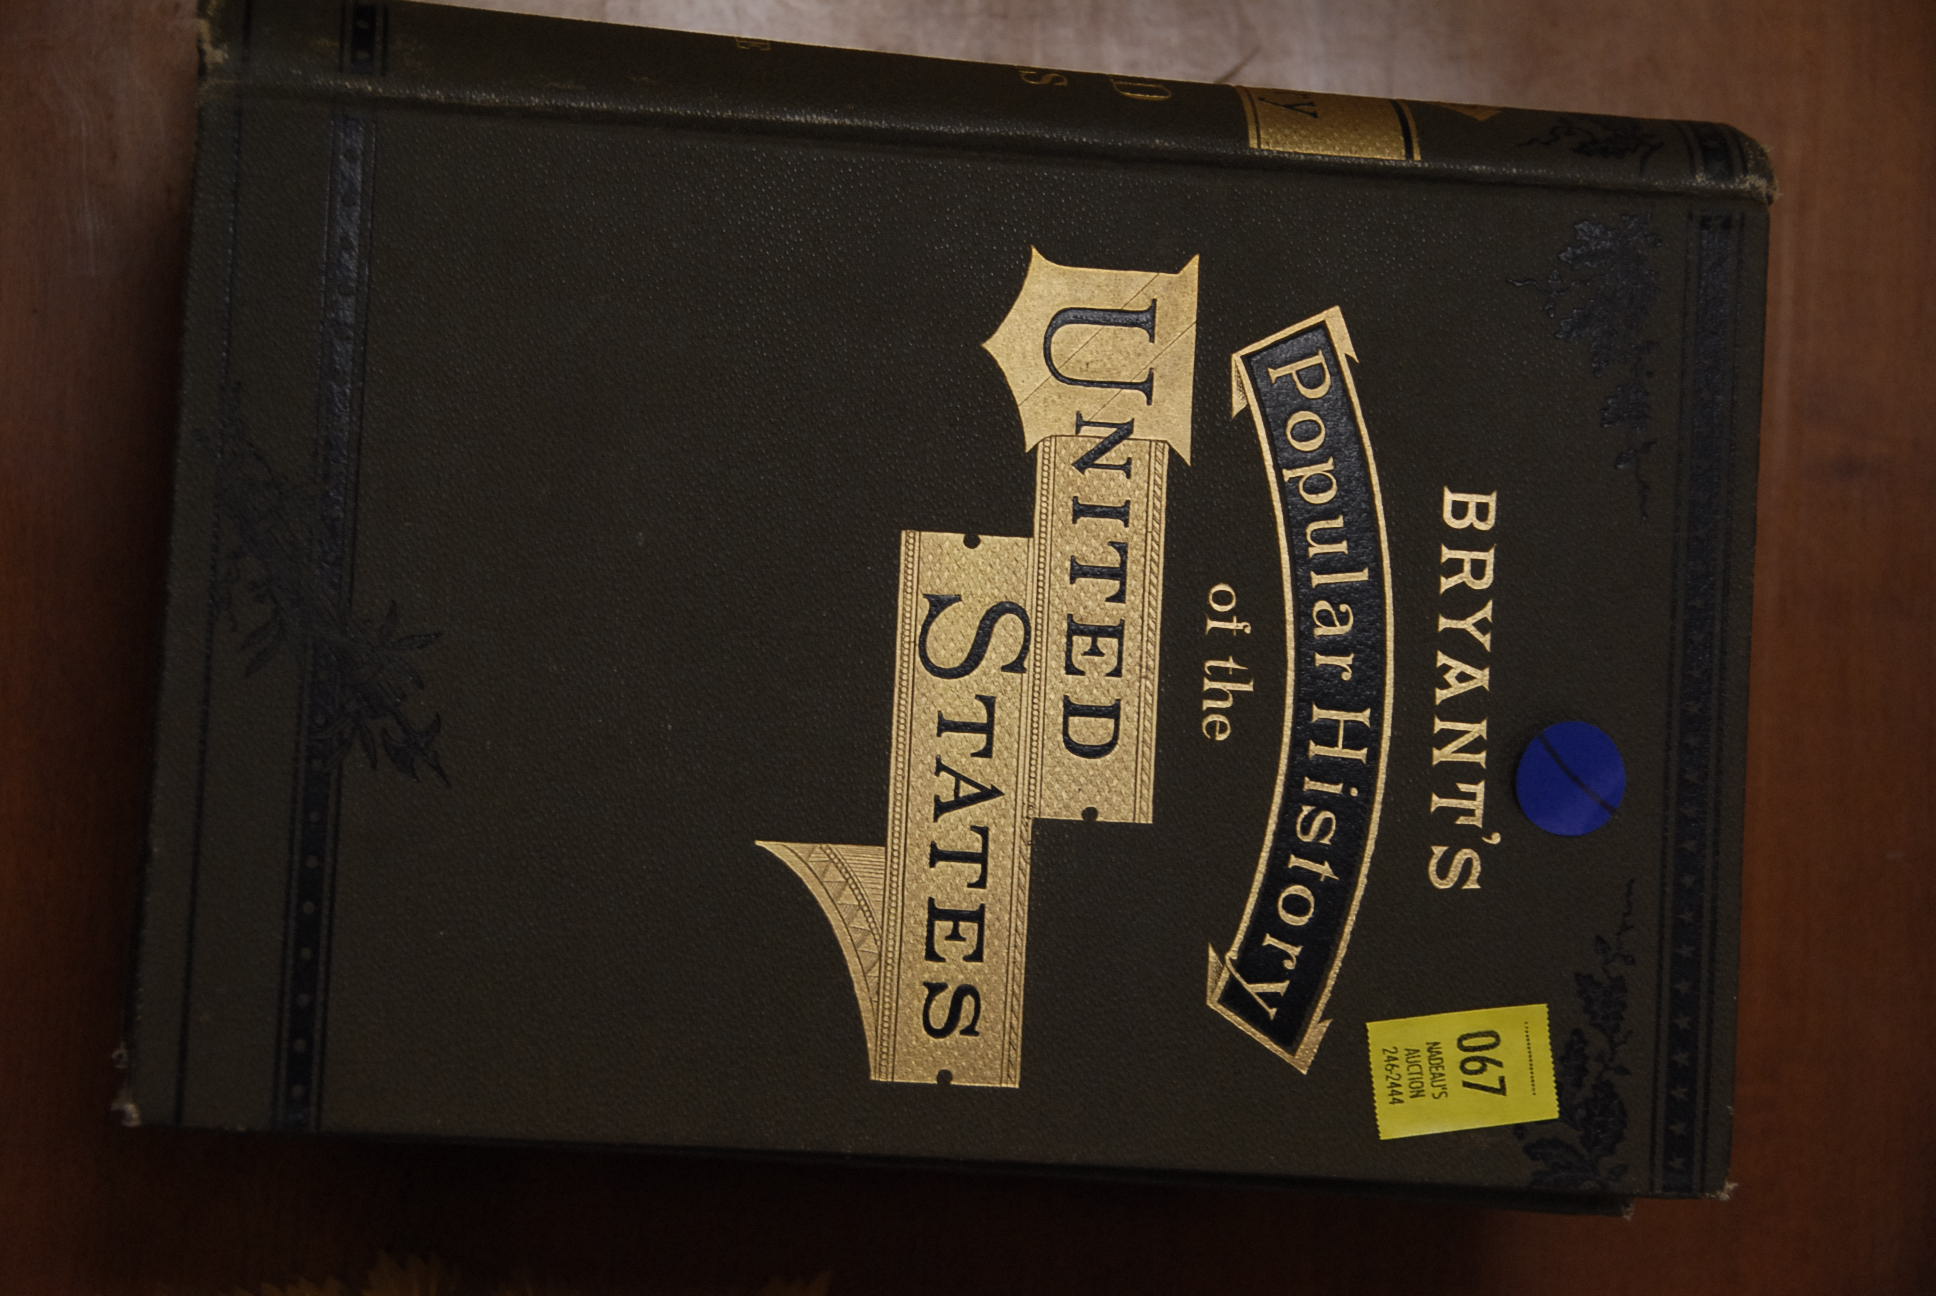 BRYANT'S
Popular History
of the
UNITED
STATES
067
NADEAU'S
AUCTION
246-2444